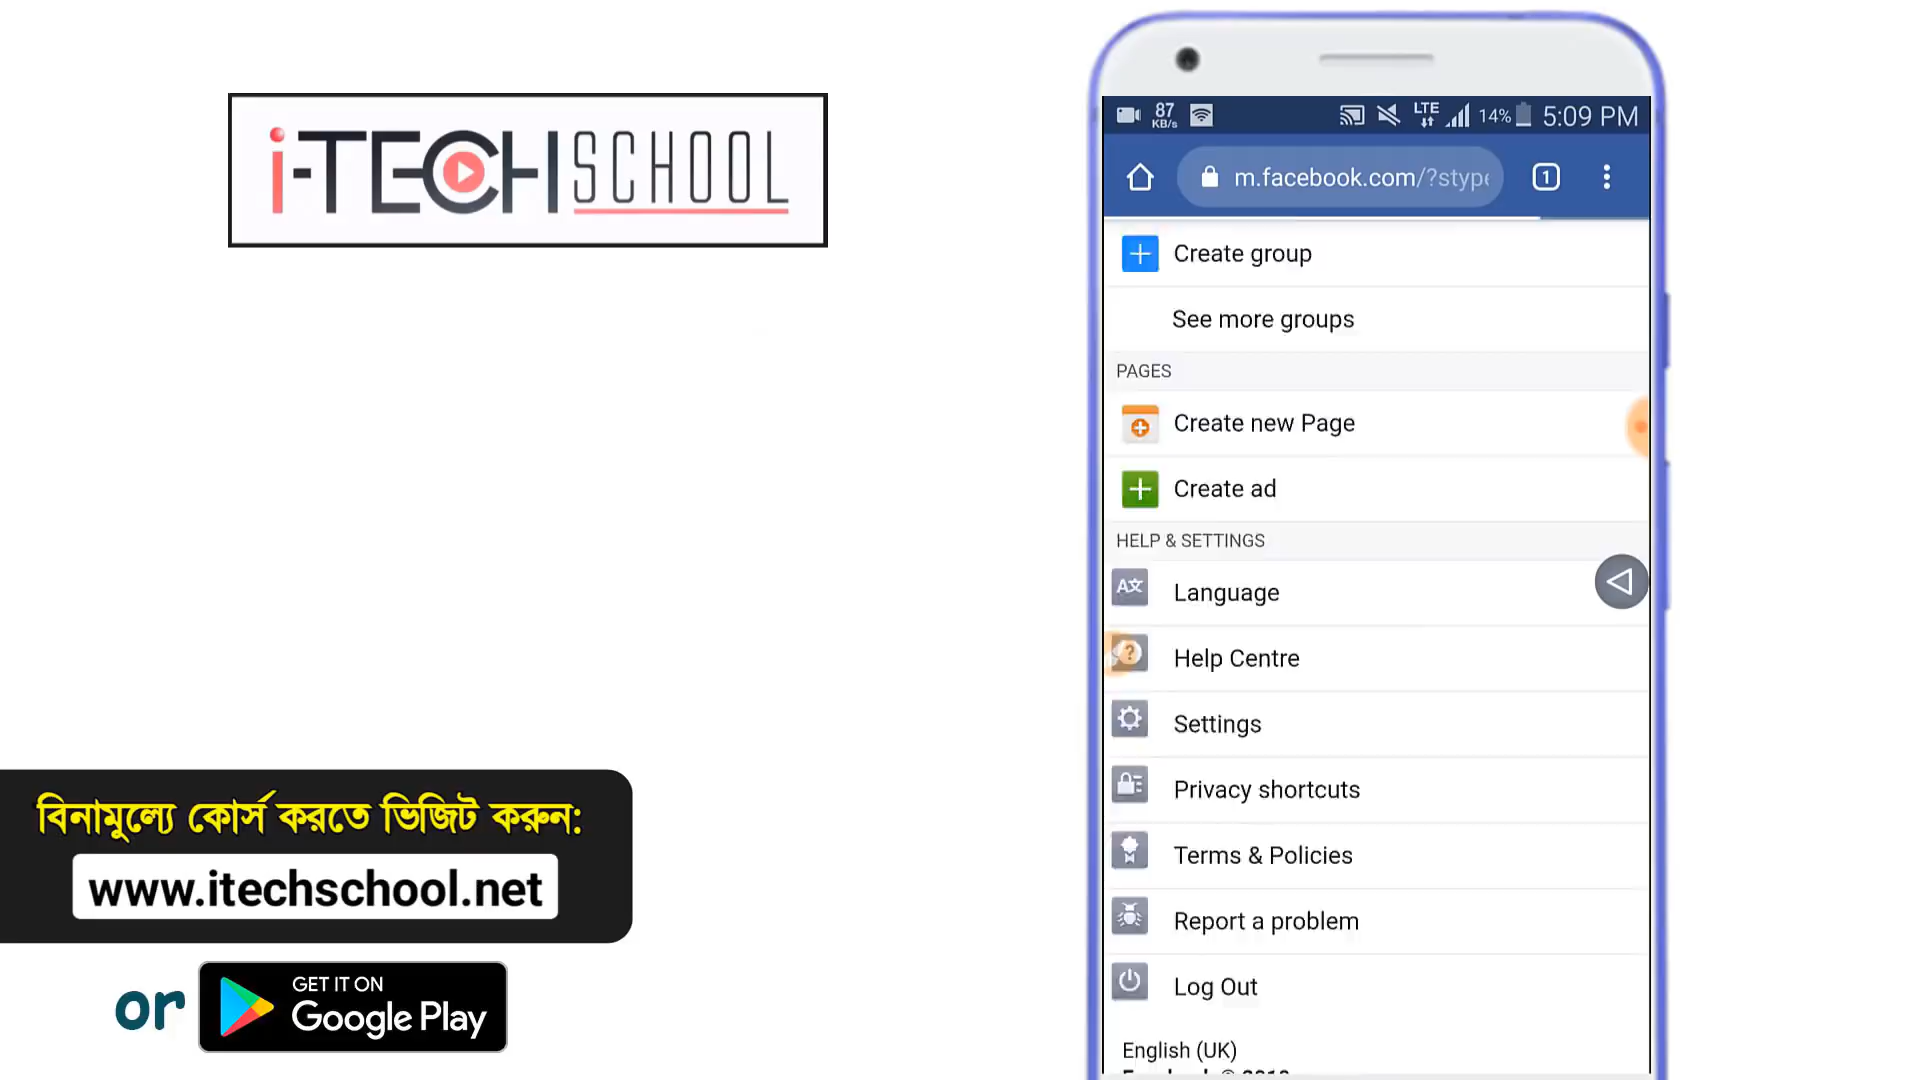 i-TECH SCHOOL
বিনামুল্যে কোর্স করতে ভিজিট করুন:
www.itechschool.net
or
GET IT ON
Google Play
87
KB/s
LTE
14%
5:09 PM
m.facebook.com/?stype
1
Create group
See more groups
PAGES
Create new Page
Create ad
HELP & SETTINGS
Language
Help Centre
Settings
Privacy shortcuts
Terms & Policies
Report a problem
Log Out
English (UK)